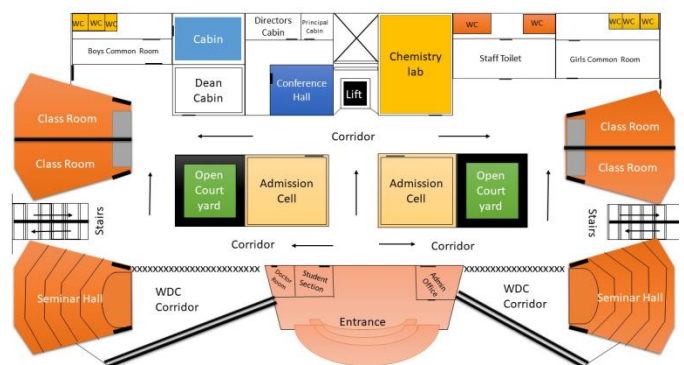 WC WC WC
Boys Common Room
Cabin
Directors
Cabin
Principal
Cabin
Dean
Cabin
Conference
Hall
Lift
Chemistry
lab
WC
WC
Staff Toilet
WC WC WC
Girls Common Room
Class Room
Class Room
Corridor
Class Room
Class Room
Stairs
Open
Court
yard
Admission
Cell
Admission
Cell
Open
Court
yard
Stairs
Corridor
Corridor
Seminar Hall
WDC
Corridor
Doctor
Room
Student
Section
Admin
Office
Entrance
WDC
Corridor
Seminar Hall